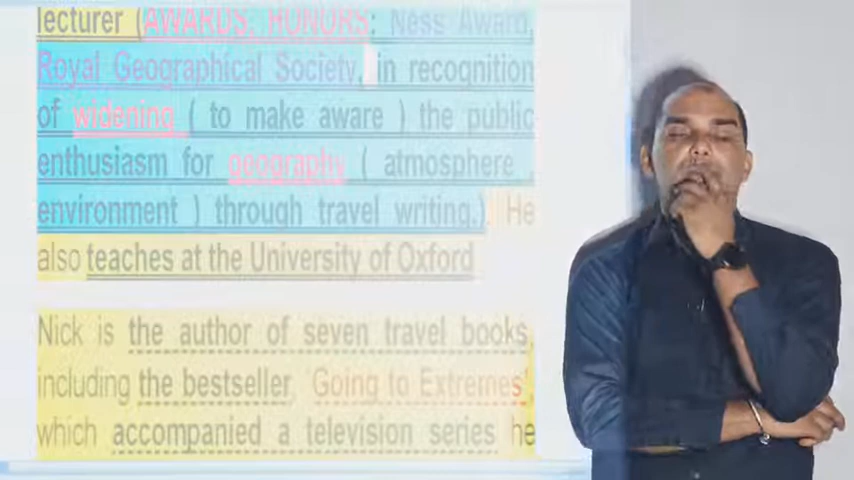 lecturer (AWARDS, HONORS: Ness Award,
Royal Geographical Society, in recognition
of widening ( to make aware ) the public
enthusiasm for geography ( atmosphere ,
environment ) through travel writing.) He
also teaches at the University of Oxford
Nick is the author of seven travel books,
including the bestseller 'Going to Extremes'
which accompanied a television series he